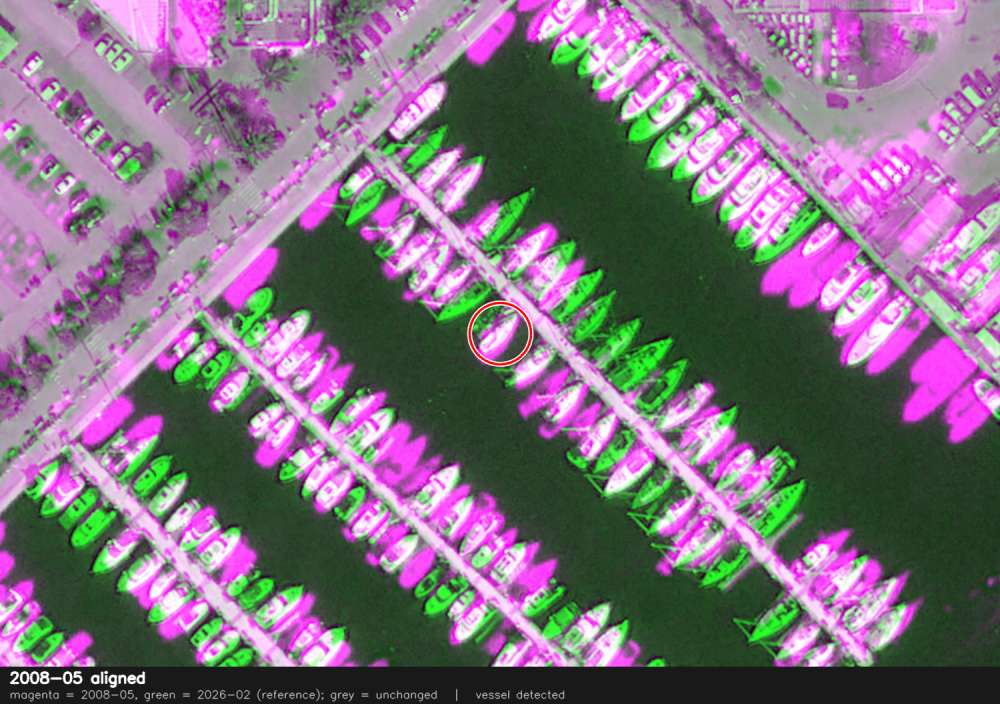 2008-05 aligned
magenta = 2008-05, green = 2026-02 (reference); grey = unchanged | vessel detected